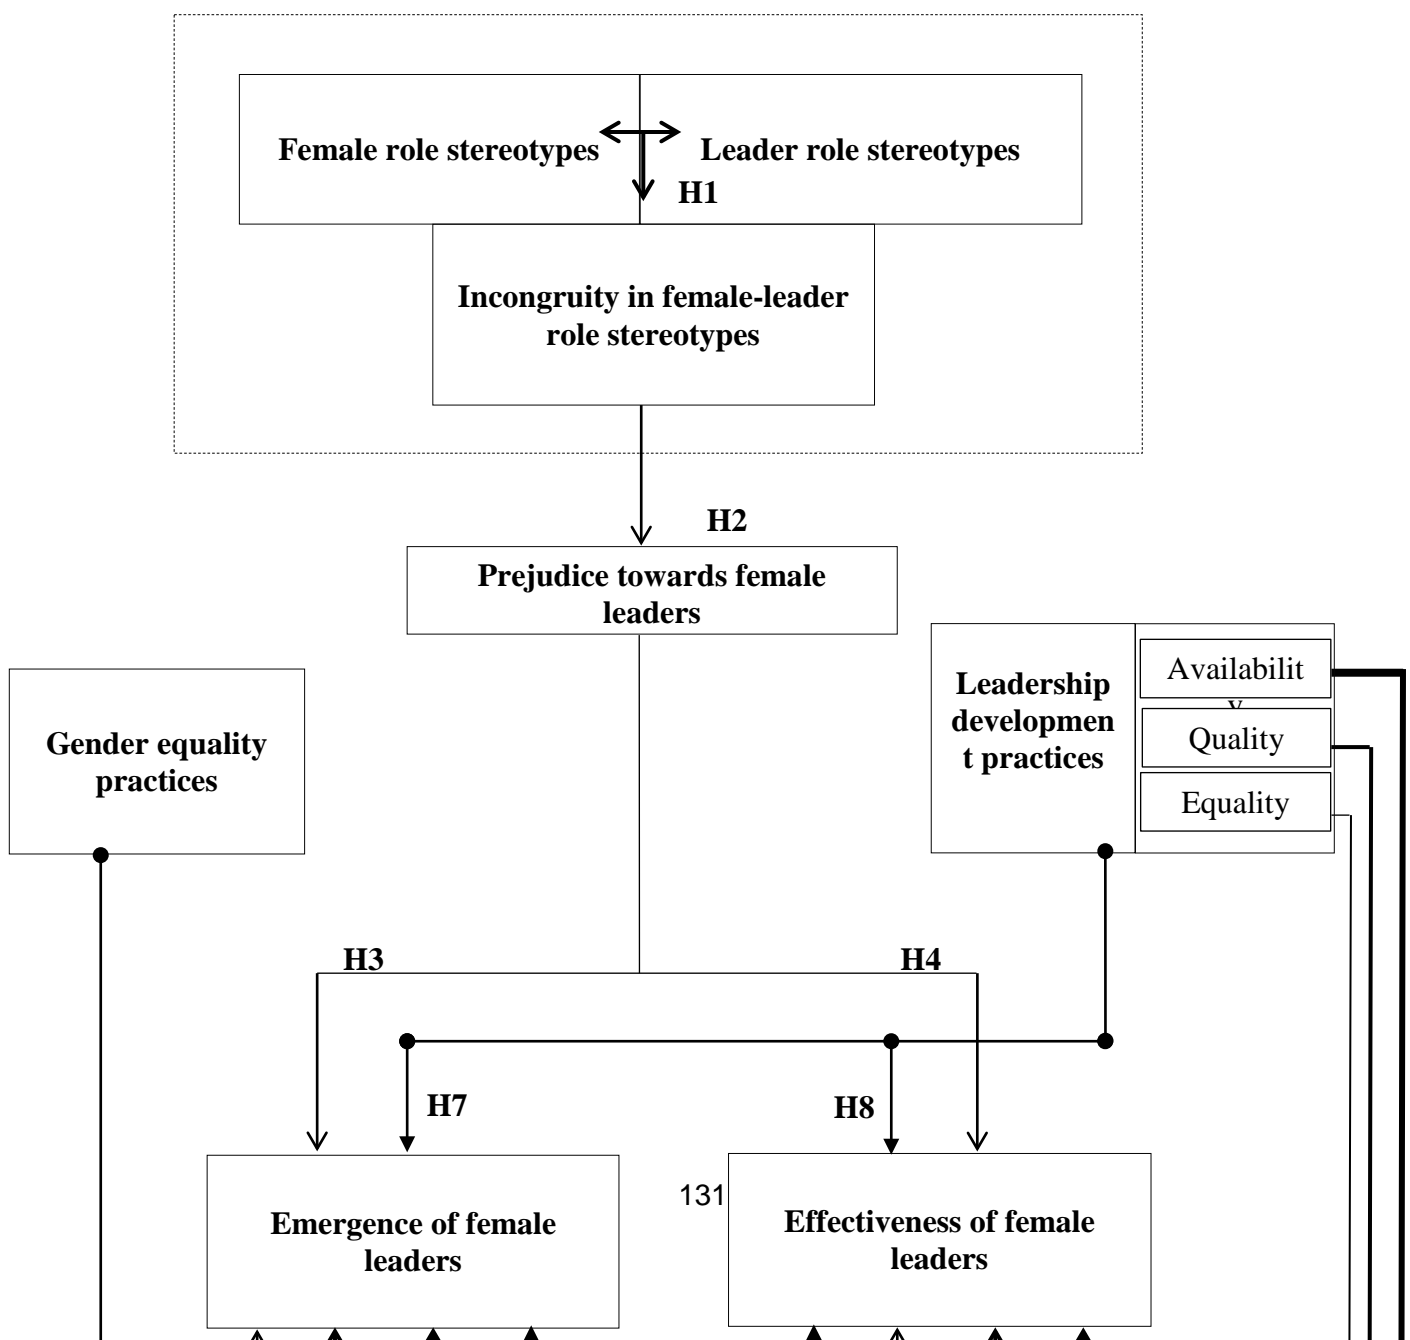 Female role stereotypes
Leader role stereotypes
H1
Incongruity in female-leader
role stereotypes
H2
Prejudice towards female
leaders
Gender equality
practices
Leadership
developmen
t practices
Availabilit
y
Quality
Equality
H3
H4
H7
H8
Emergence of female
leaders
131
Effectiveness of female
leaders